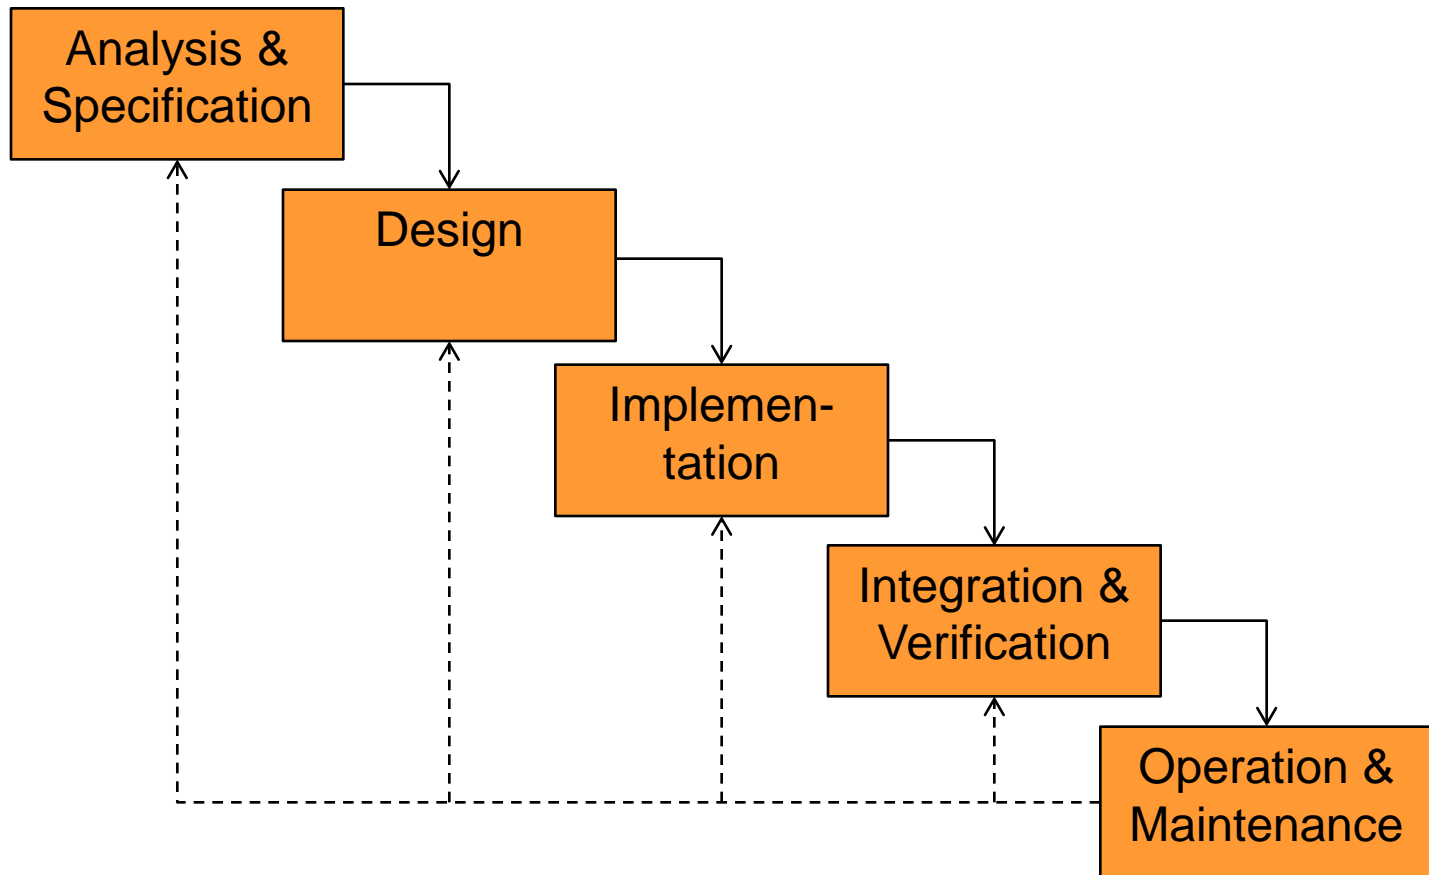 Analysis &
Specification
Design
Implemen-
tation
Integration &
Verification
Operation &
Maintenance